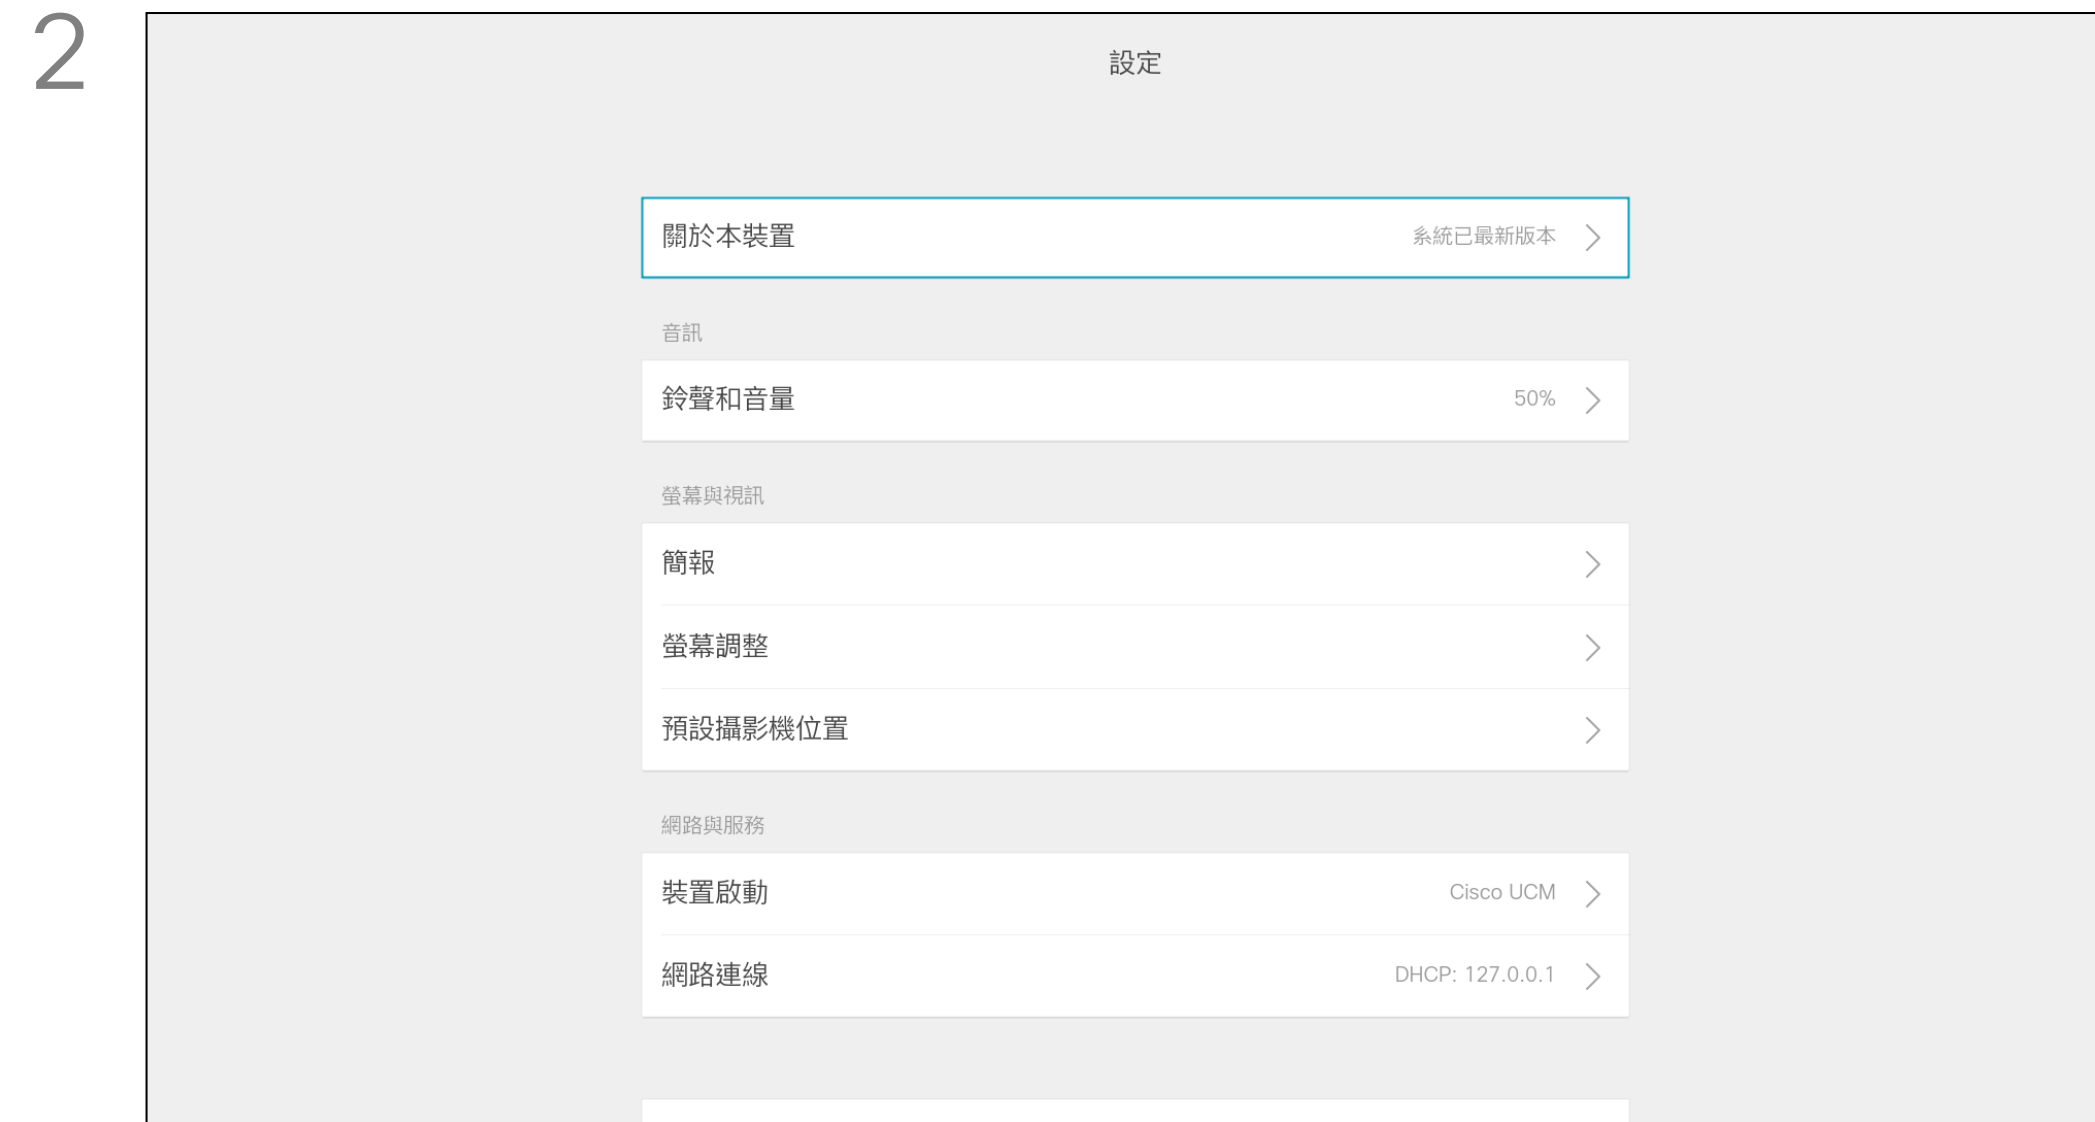 2
設定
關於本裝置 系統已最新版本
音訊
鈴聲和音量 50%
螢幕與視訊
簡報
螢幕調整
預設攝影機位置
網路與服務
裝置啟動 Cisco UCM
網路連線 DHCP: 127.0.0.1